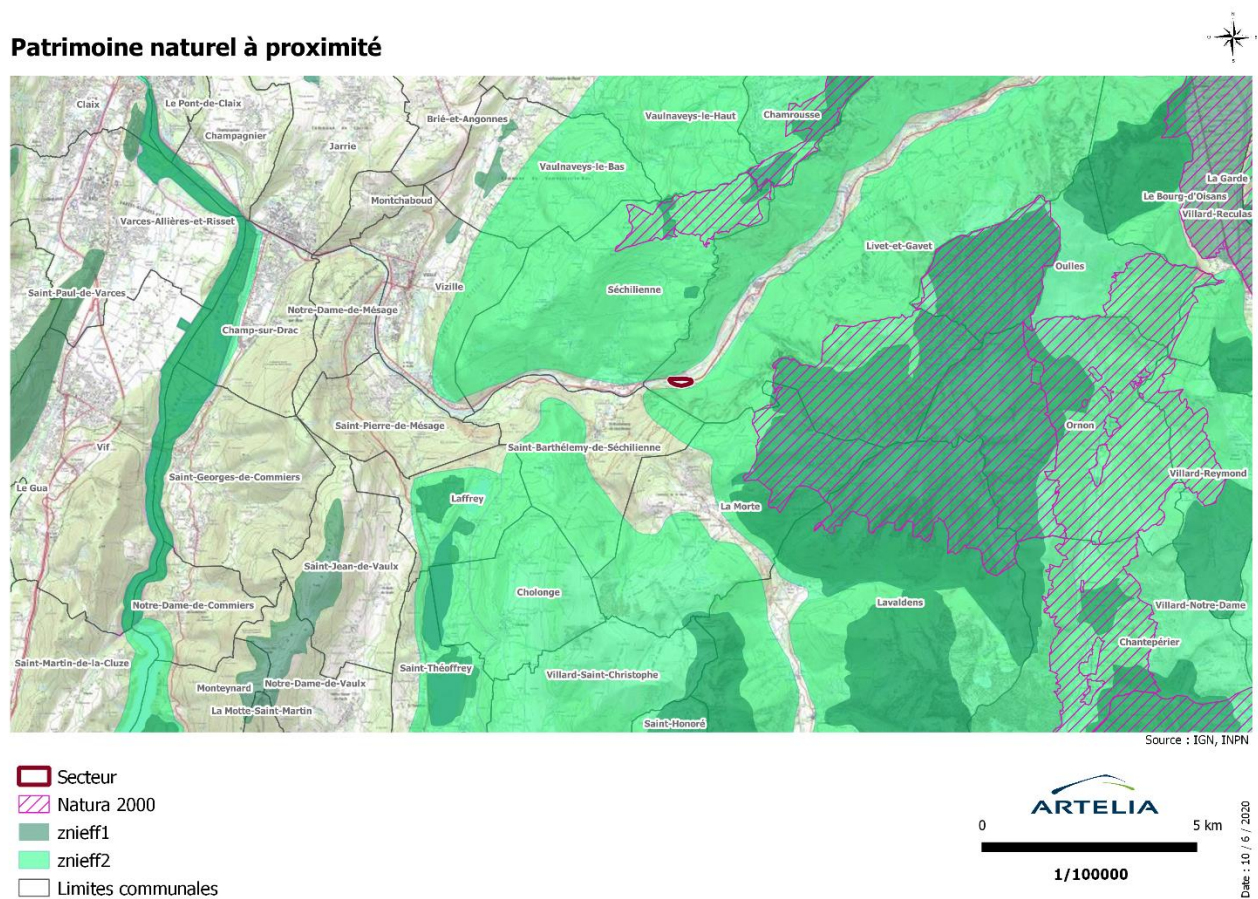 Patrimoine naturel à proximité
Claix
Le Pont-de-Claix
Champagnier
Jarrie
Brié-et-Angonnes
Vaulnaveys-le-Haut
Chamrousse
Vaulnaveys-le-Bas
La Garde
Le Bourg-d'Oisans
Villard-Reculas
Montchaboud
Varces-Allières-et-Risset
Livet-et-Gavet
Oulles
Saint-Paul-de-Varces
Notre-Dame-de-Mésage
Vizille
Séchilienne
Champ-sur-Drac
Saint-Pierre-de-Mésage
Ornon
Vif
Saint-Barthélemy-de-Séchilienne
Le Gua
Saint-Georges-de-Commiers
Villard-Reymond
Laffrey
La Morte
Saint-Jean-de-Vaulx
Cholonge
Lavaldens
Notre-Dame-de-Commiers
Villard-Notre-Dame
Chantepérier
Saint-Martin-de-la-Cluze
Saint-Théoffrey
Villard-Saint-Christophe
Monteynard
Notre-Dame-de-Vaulx
La Motte-Saint-Martin
Saint-Honoré
Source : IGN, INPN
Secteur
Natura 2000
znieff1
znieff2
Limites communales
ARTELIA
0 5 km
1/100000
Date : 10 / 6 / 2020